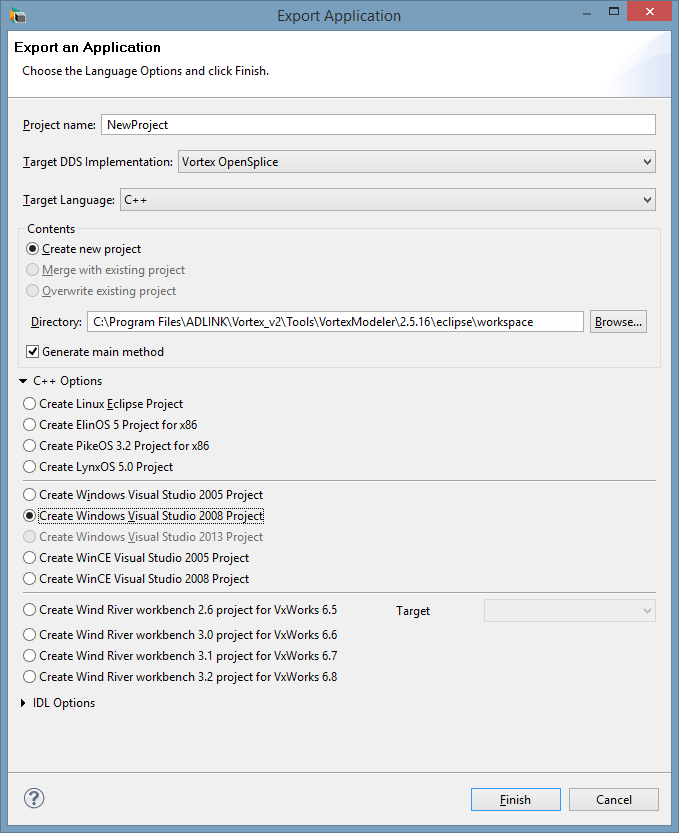 Export Application
Export an Application
Choose the Language Options and click Finish.
Project name: NewProject
Target DDS Implementation: Vortex OpenSplice
Target Language: C++
Contents
Create new project
Merge with existing project
Overwrite existing project
Directory: C:\Program Files\ADLINK\Vortex_v2\Tools\VortexModeler\2.5.16\eclipse\workspace Browse...
Generate main method
C++ Options
Create Linux Eclipse Project
Create ElinOS 5 Project for x86
Create PikeOS 3.2 Project for x86
Create LynxOS 5.0 Project
Create Windows Visual Studio 2005 Project
Create Windows Visual Studio 2008 Project
Create Windows Visual Studio 2013 Project
Create WinCE Visual Studio 2005 Project
Create WinCE Visual Studio 2008 Project
Create Wind River workbench 2.6 project for VxWorks 6.5 Target
Create Wind River workbench 3.0 project for VxWorks 6.6
Create Wind River workbench 3.1 project for VxWorks 6.7
Create Wind River workbench 3.2 project for VxWorks 6.8
IDL Options
? Finish Cancel